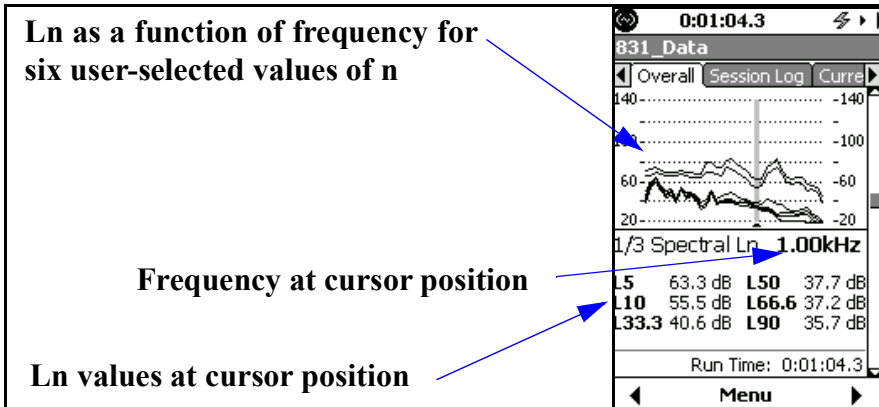 Ln as a function of frequency for
six user-selected values of n
Frequency at cursor position
Ln values at cursor position
0:01:04.3
831_Data
Overall Session Log Curre
140 -140
100 -100
60 -60
20 -20
1/3 Spectral Ln 1.00kHz
L5 63.3 dB L50 37.7 dB
L10 55.5 dB L66.6 37.2 dB
L33.3 40.6 dB L90 35.7 dB
Run Time: 0:01:04.3
Menu